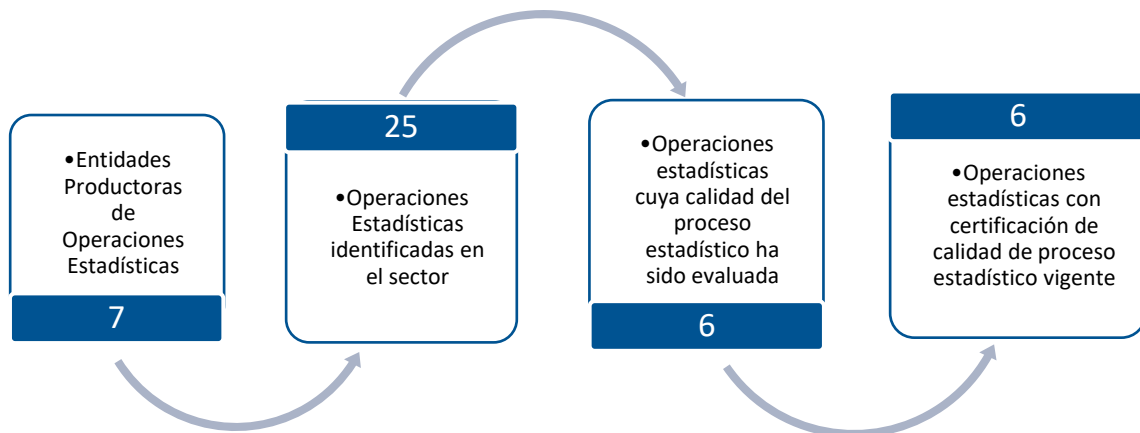 •Entidades
Productoras
de
Operaciones
Estadísticas
7
25
•Operaciones
Estadísticas
identificadas en
el sector
•Operaciones
estadísticas
cuya calidad del
proceso
estadístico ha
sido evaluada
6
6
•Operaciones
estadísticas con
certificación de
calidad de proceso
estadístico vigente